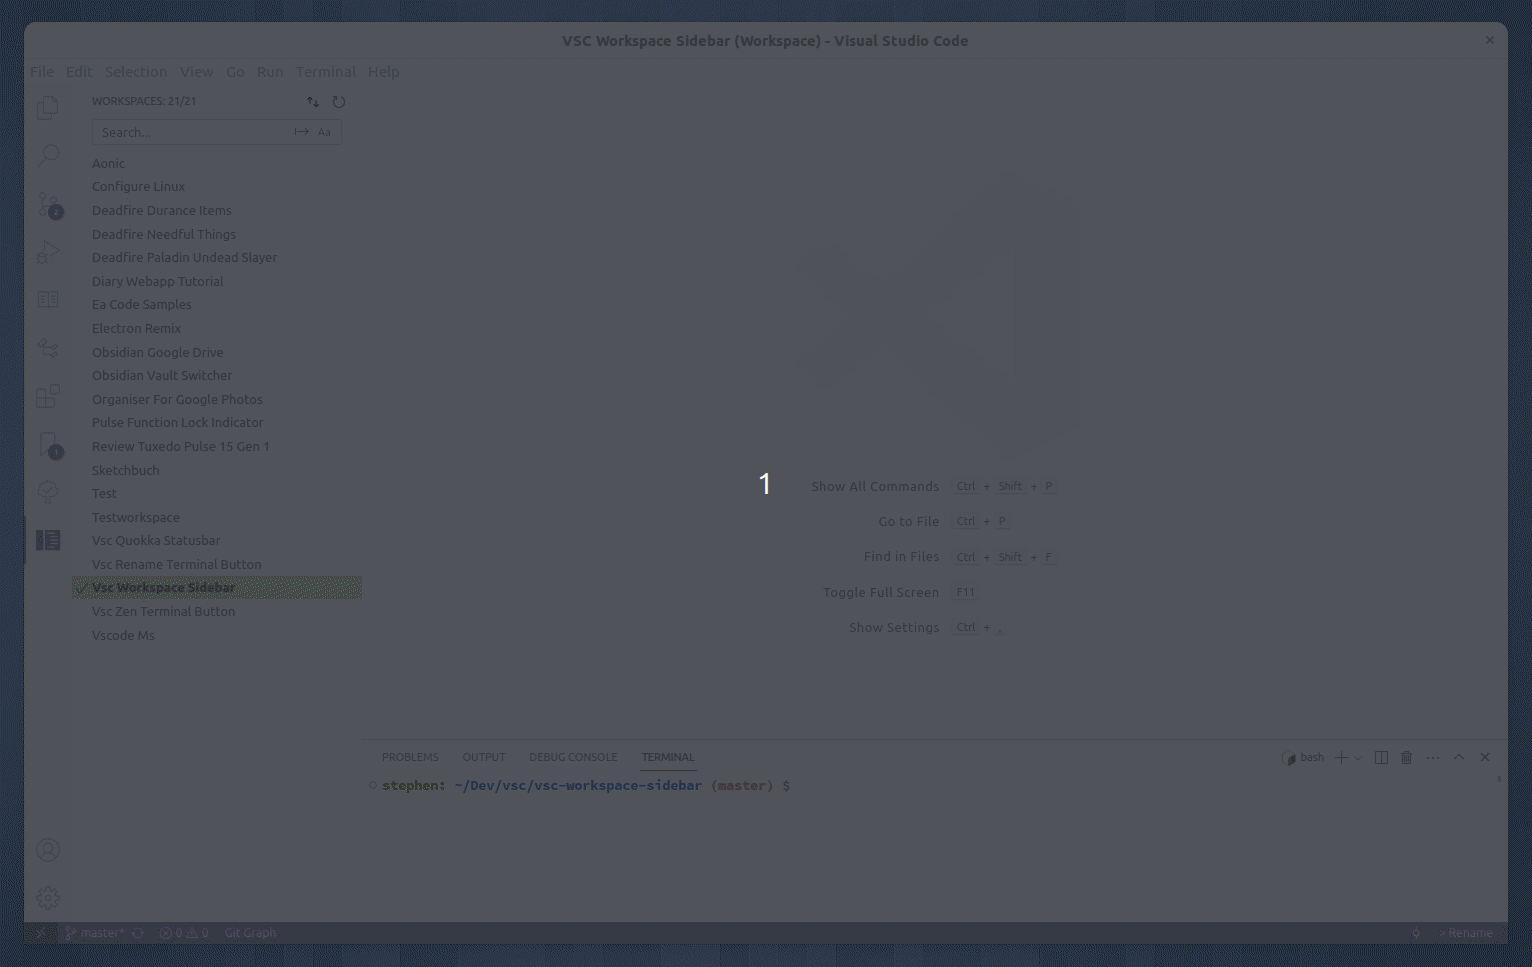 VSC Workspace Sidebar (Workspace) - Visual Studio Code
File Edit Selection View Go Run Terminal Help
WORKSPACES: 21/21
Search...
Aa
Aonic
Configure Linux
Deadfire Durance Items
2
Deadfire Needful Things
Deadfire Paladin Undead Slayer
Diary Webapp Tutorial
Ea Code Samples
Electron Remix
Obsidian Google Drive
Obsidian Vault Switcher
Organiser For Google Photos
Pulse Function Lock Indicator
Review Tuxedo Pulse 15 Gen 1
1
Sketchbuch
Test
Testworkspace
Vsc Quokka Statusbar
Vsc Rename Terminal Button
Vsc Workspace Sidebar
Vsc Zen Terminal Button
Vscode Ms
1
Show All Commands Ctrl + Shift + P
Go to File Ctrl + P
Find in Files Ctrl + Shift + F
Toggle Full Screen F11
Show Settings Ctrl + ,
PROBLEMS OUTPUT DEBUG CONSOLE TERMINAL
bash
stephen: ~/Dev/vsc/vsc-workspace-sidebar (master) $
master* 0 0 Git Graph
> Rename